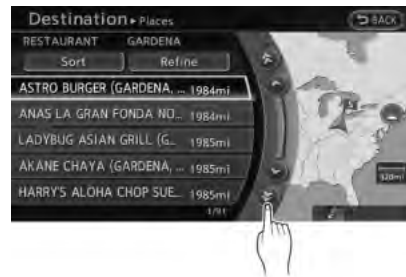 Destination ▸ Places
BACK
RESTAURANT GARDENA
Sort Refine
ASTRO BURGER (GARDENA, ... 1984mi
ANAS LA GRAN FONDA NO... 1984mi
LADYBUG ASIAN GRILL (G... 1985mi
AKANE CHAYA (GARDENA, ... 1985mi
HARRY'S ALOHA CHOP SUE... 1985mi
1/91
320mi